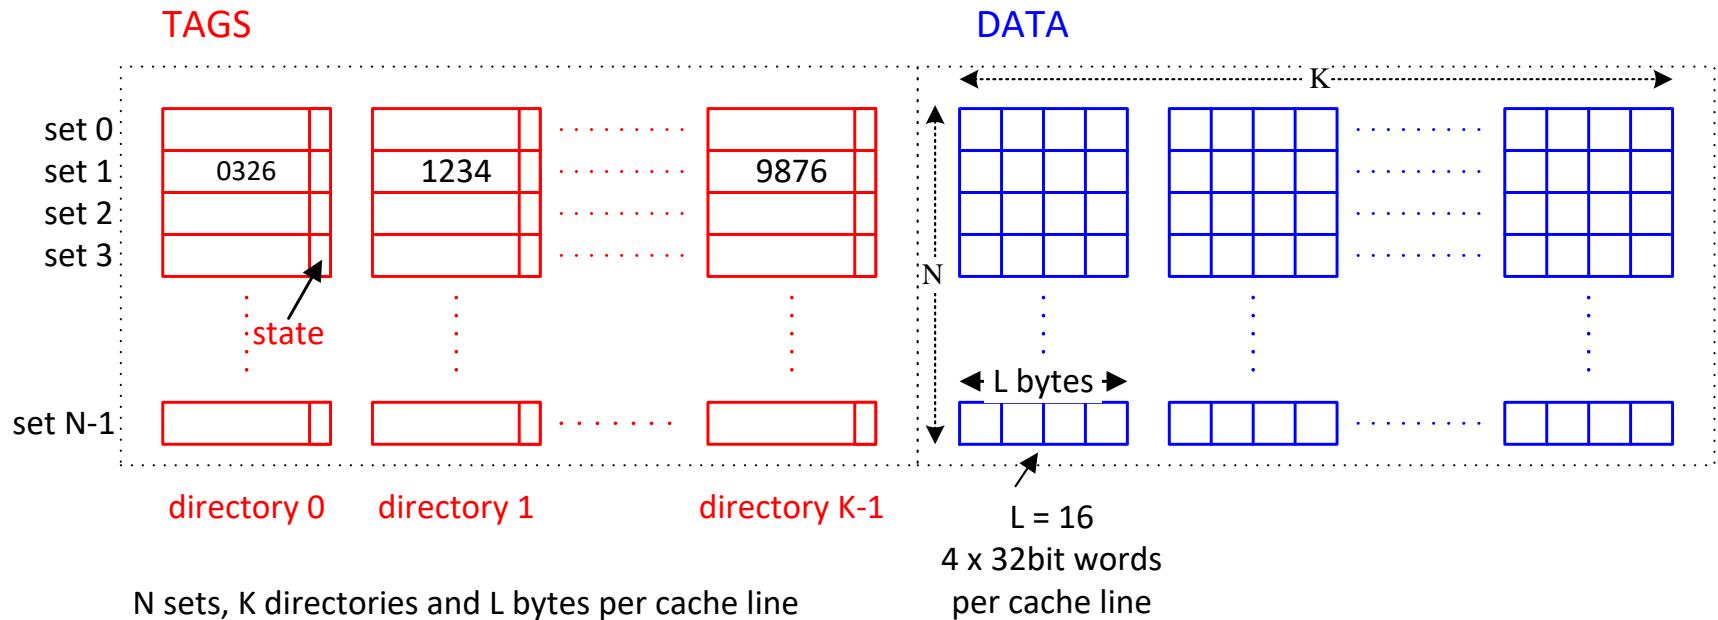 TAGS
DATA
K
set 0
set 1
set 2
set 3
0326
1234
9876
N
state
L bytes
set N-1
directory 0
directory 1
directory K-1
L = 16
4 x 32bit words
per cache line
N sets, K directories and L bytes per cache line